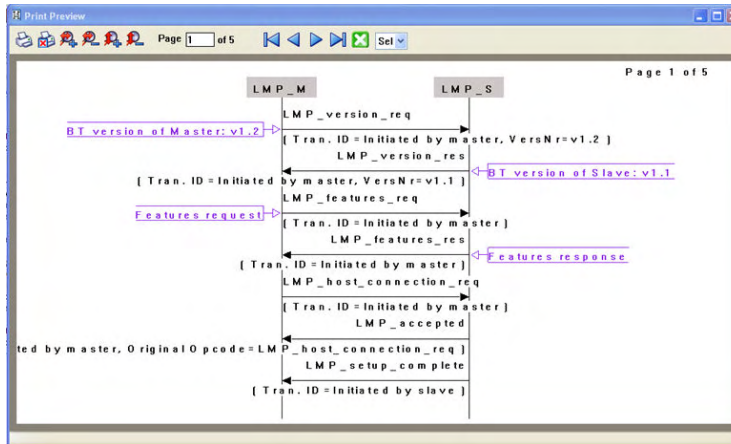 Print Preview
Page 1 of 5 Sel
Page 1 of 5
LMP_M LMP_S
LMP_version_req
BT version of Master: v1.2
( Tran. ID = Initiated by master, VersNr=v1.2 )
LMP_version_res
BT version of Slave: v1.1
( Tran. ID = Initiated by master, VersNr=v1.1 )
LMP_features_req
Features request
( Tran. ID = Initiated by master )
LMP_features_res
Features response
( Tran. ID = Initiated by master )
LMP_host_connection_req
( Tran. ID = Initiated by master )
LMP_accepted
ted by master, Original Opcode=LMP_host_connection_req )
LMP_setup_complete
( Tran. ID = Initiated by slave )